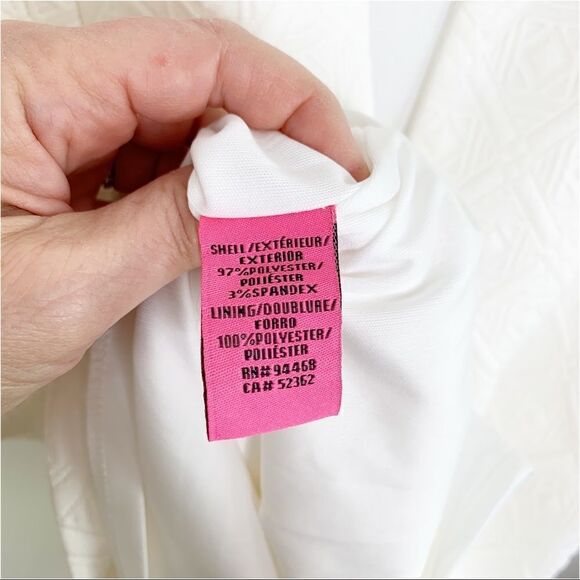 SHELL/EXTÉRIEUR/
EXTERIOR
97%POLYESTER/
POLIÉSTER
3%SPANDEX
LINING/DOUBLURE/
FORRO
100%POLYESTER/
POLIÉSTER
RN# 94468
CA# 52362